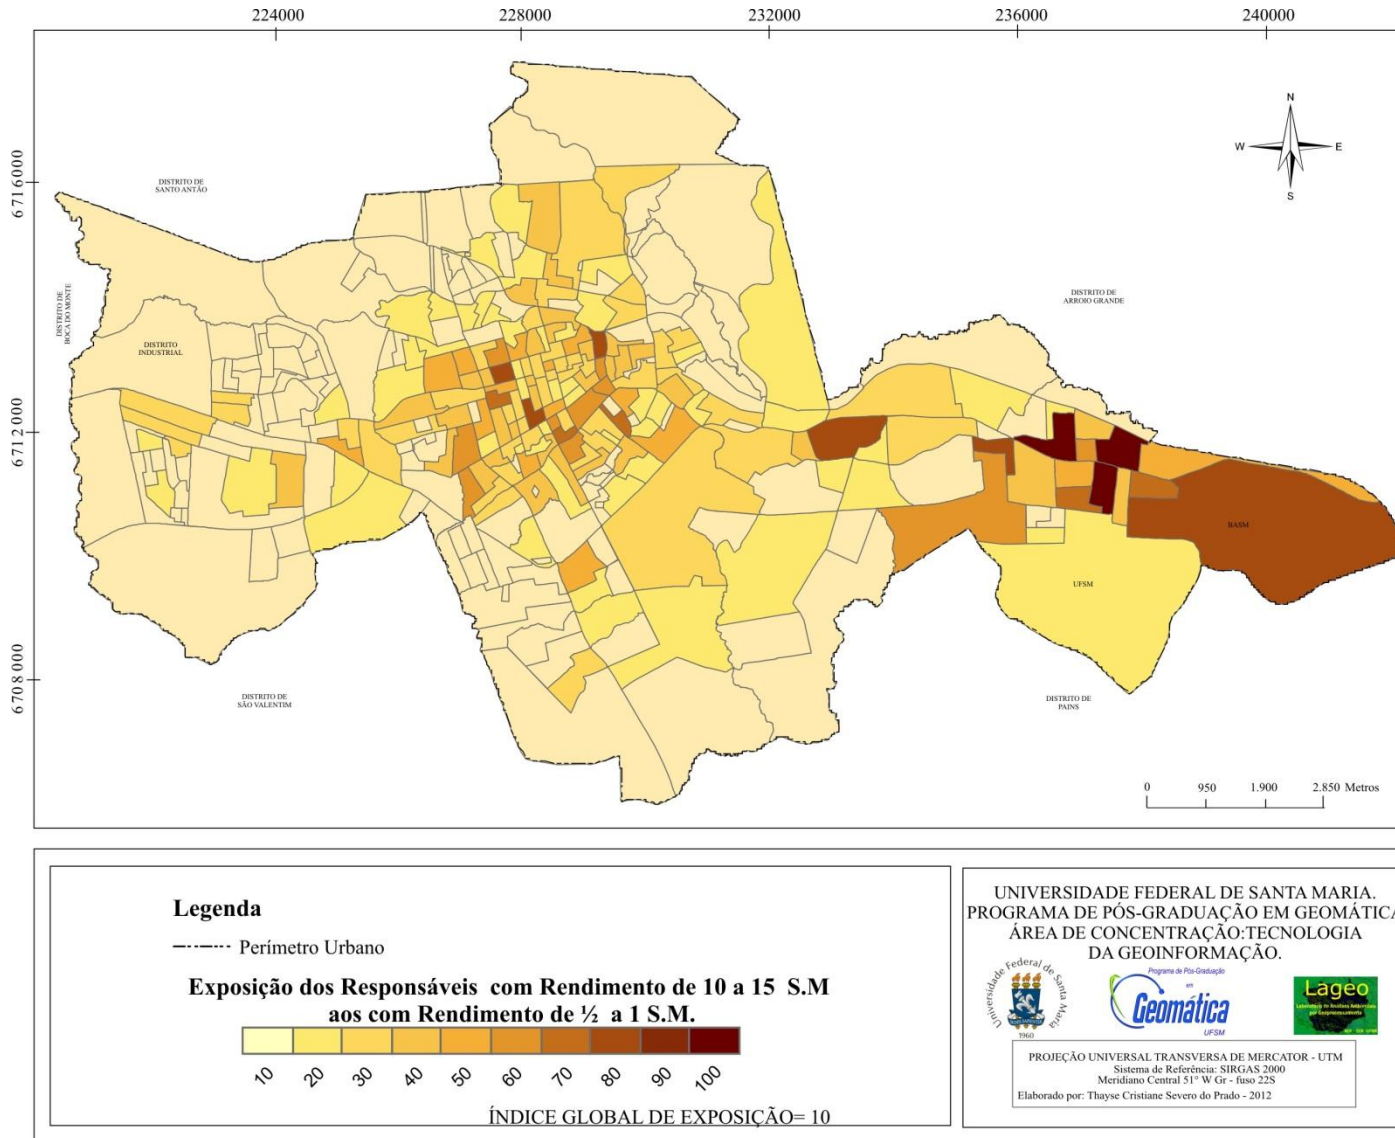 224000 228000 232000 236000 240000
6716000
6712000
6708000
N
W E
S
DISTRITO DE
SANTO ANTÃO
DISTRITO DE
BOCA DO MONTE
DISTRITO
INDUSTRIAL
DISTRITO DE
ARROIO GRANDE
BASM
UFSM
DISTRITO DE
SÃO VALENTIM
DISTRITO DE
PAINS
0 950 1.900 2.850 Metros
Legenda
Perímetro Urbano
Exposição dos Responsáveis com Rendimento de 10 a 15 S.M
aos com Rendimento de ½ a 1 S.M.
10 20 30 40 50 60 70 80 90 100
ÍNDICE GLOBAL DE EXPOSIÇÃO= 10
UNIVERSIDADE FEDERAL DE SANTA MARIA.
PROGRAMA DE PÓS-GRADUAÇÃO EM GEOMÁTICA
ÁREA DE CONCENTRAÇÃO:TECNOLOGIA
DA GEOINFORMAÇÃO.
Universidade Federal de Santa Maria
1960
Programa de Pós-Graduação
em
Geomática
UFSM
Lageo
PROJEÇÃO UNIVERSAL TRANSVERSA DE MERCATOR - UTM
Sistema de Referência: SIRGAS 2000
Meridiano Central 51° W Gr - fuso 22S
Elaborado por: Thayse Cristiane Severo do Prado - 2012